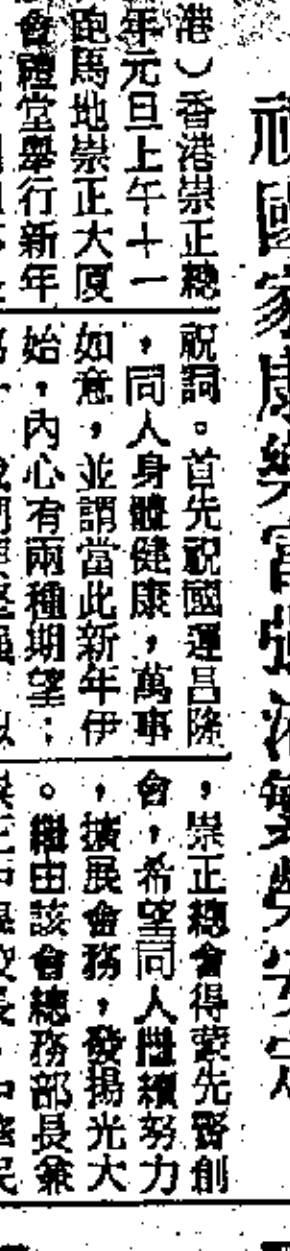 祝國家康樂富強
港）香港崇正總
年元旦上午十一
跑馬地崇正大厦
會禮堂舉行新年
祝詞。首先祝國運昌隆
，同人身體健康，萬事
如意，並謂當此新年伊
始，內心有兩種期望：
，崇正總會得蒙先賢創
會，希望同人繼續努力
，擴展會務，發揚光大
。繼由該會總務部長兼